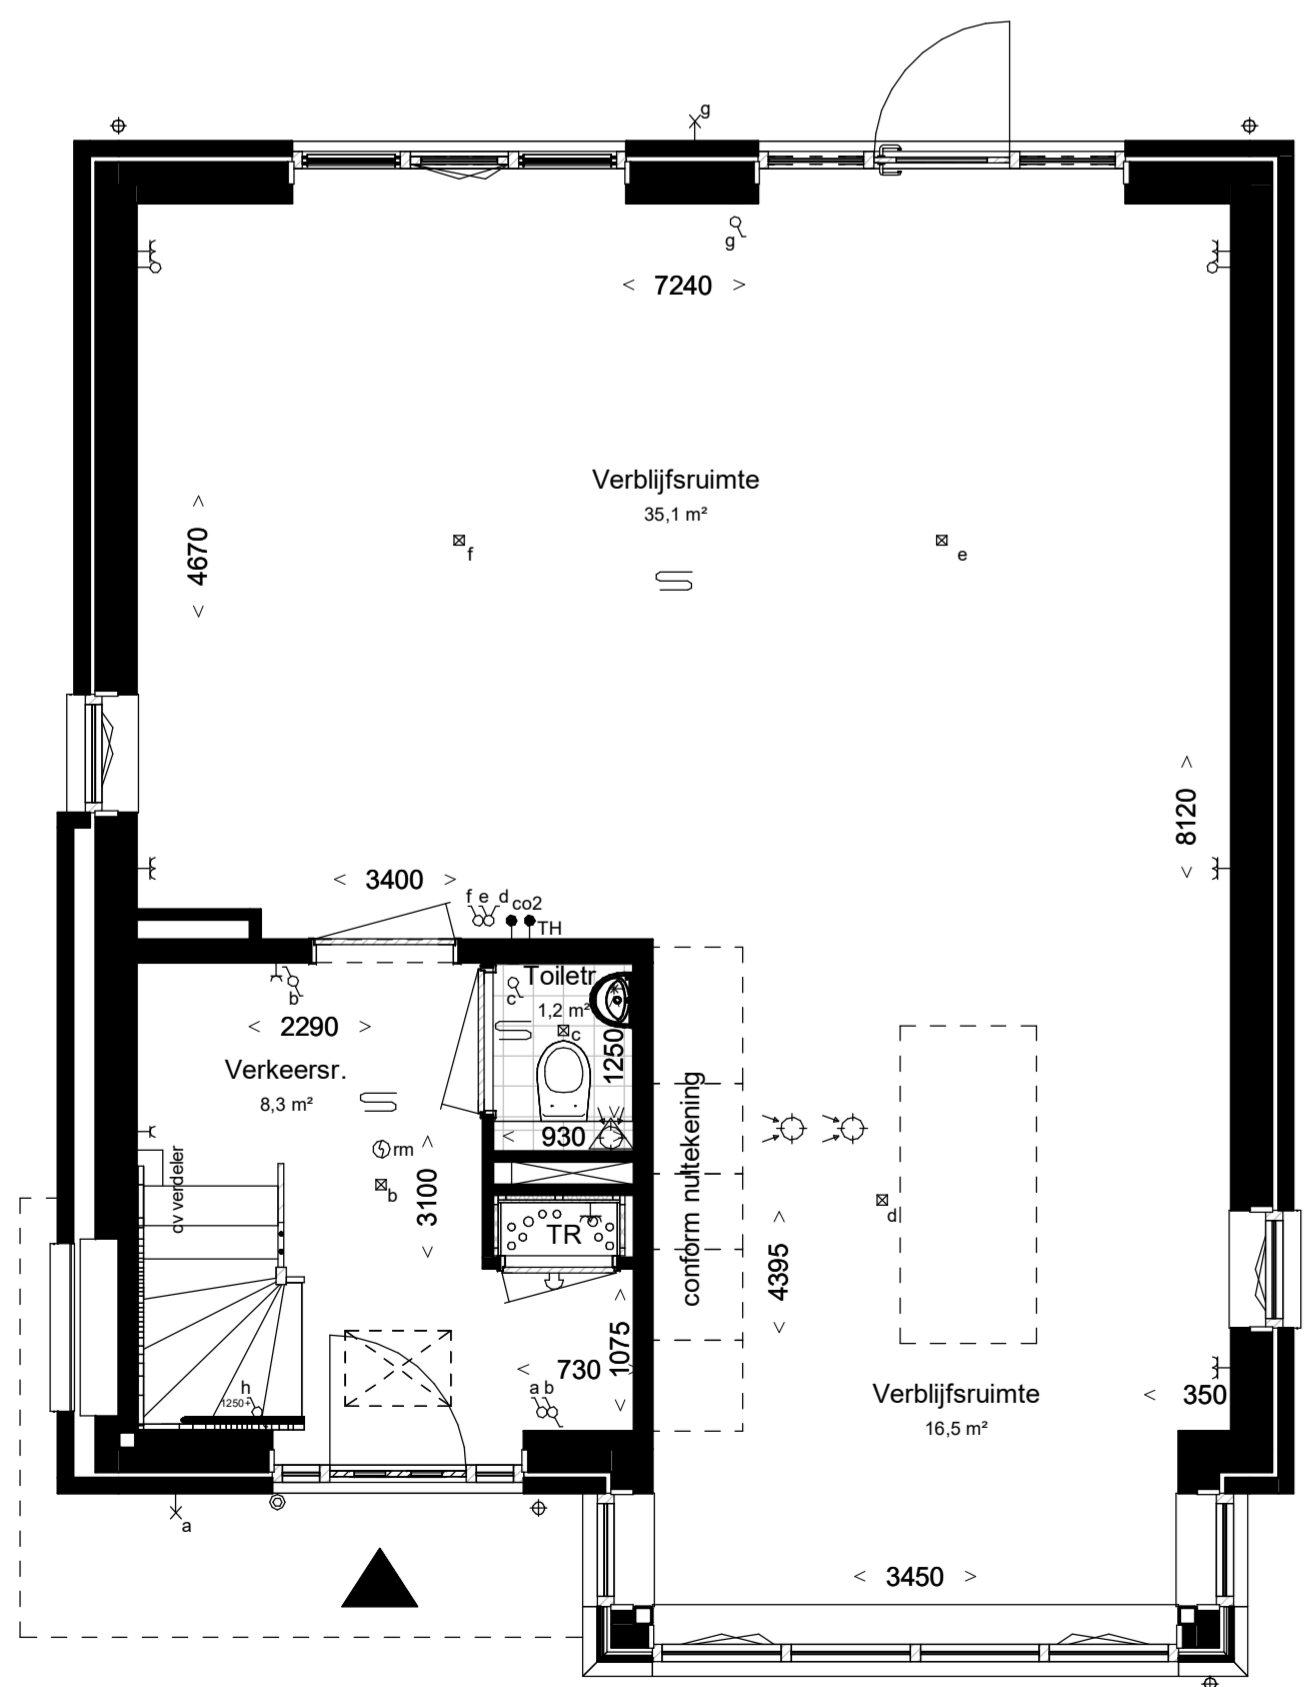 g
g
< 7240 >
Verblijfsruimte
35,1 m²
f
e
< 4670 >
< 8120 >
< 3400 >
f e d co2
TH
b
c
Toiletr.
1,2 m²
c
< 2290 >
1250
Verkeersr.
8,3 m²
< 930
rm
b
< 3100 >
cv verdeler
conform nultekening
TR
d
< 4395 >
< 1075 >
< 730 >
a b
h
1250+
Verblijfsruimte
16,5 m²
< 350
a
< 3450 >